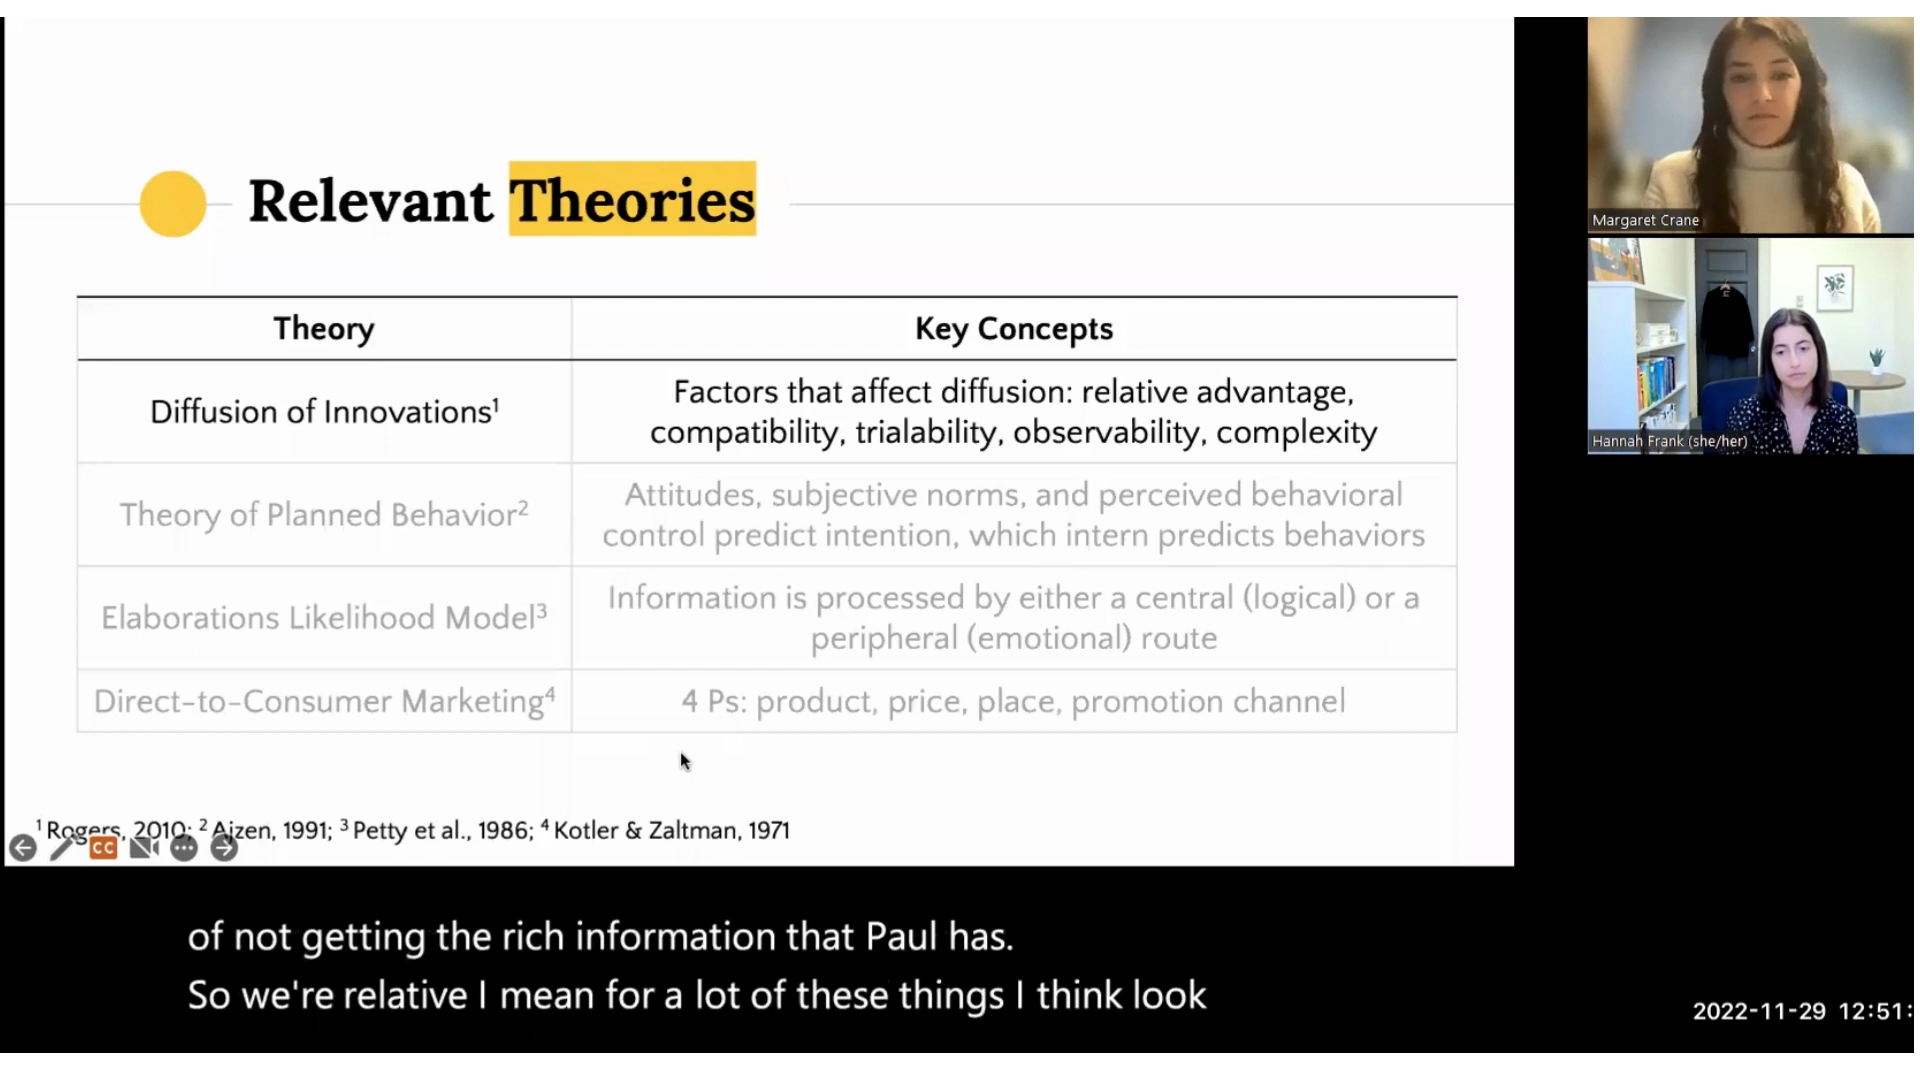 Relevant Theories
Theory
Key Concepts
Diffusion of Innovations¹
Factors that affect diffusion: relative advantage,
compatibility, trialability, observability, complexity
Theory of Planned Behavior²
Attitudes, subjective norms, and perceived behavioral
control predict intention, which intern predicts behaviors
Elaborations Likelihood Model³
Information is processed by either a central (logical) or a
peripheral (emotional) route
Direct-to-Consumer Marketing⁴
4 Ps: product, price, place, promotion channel
¹ Rogers, 2010; ² Ajzen, 1991; ³ Petty et al., 1986; ⁴ Kotler & Zaltman, 1971
CC
Margaret Crane
Hannah Frank (she/her)
of not getting the rich information that Paul has.
So we're relative I mean for a lot of these things I think look
2022-11-29 12:51: